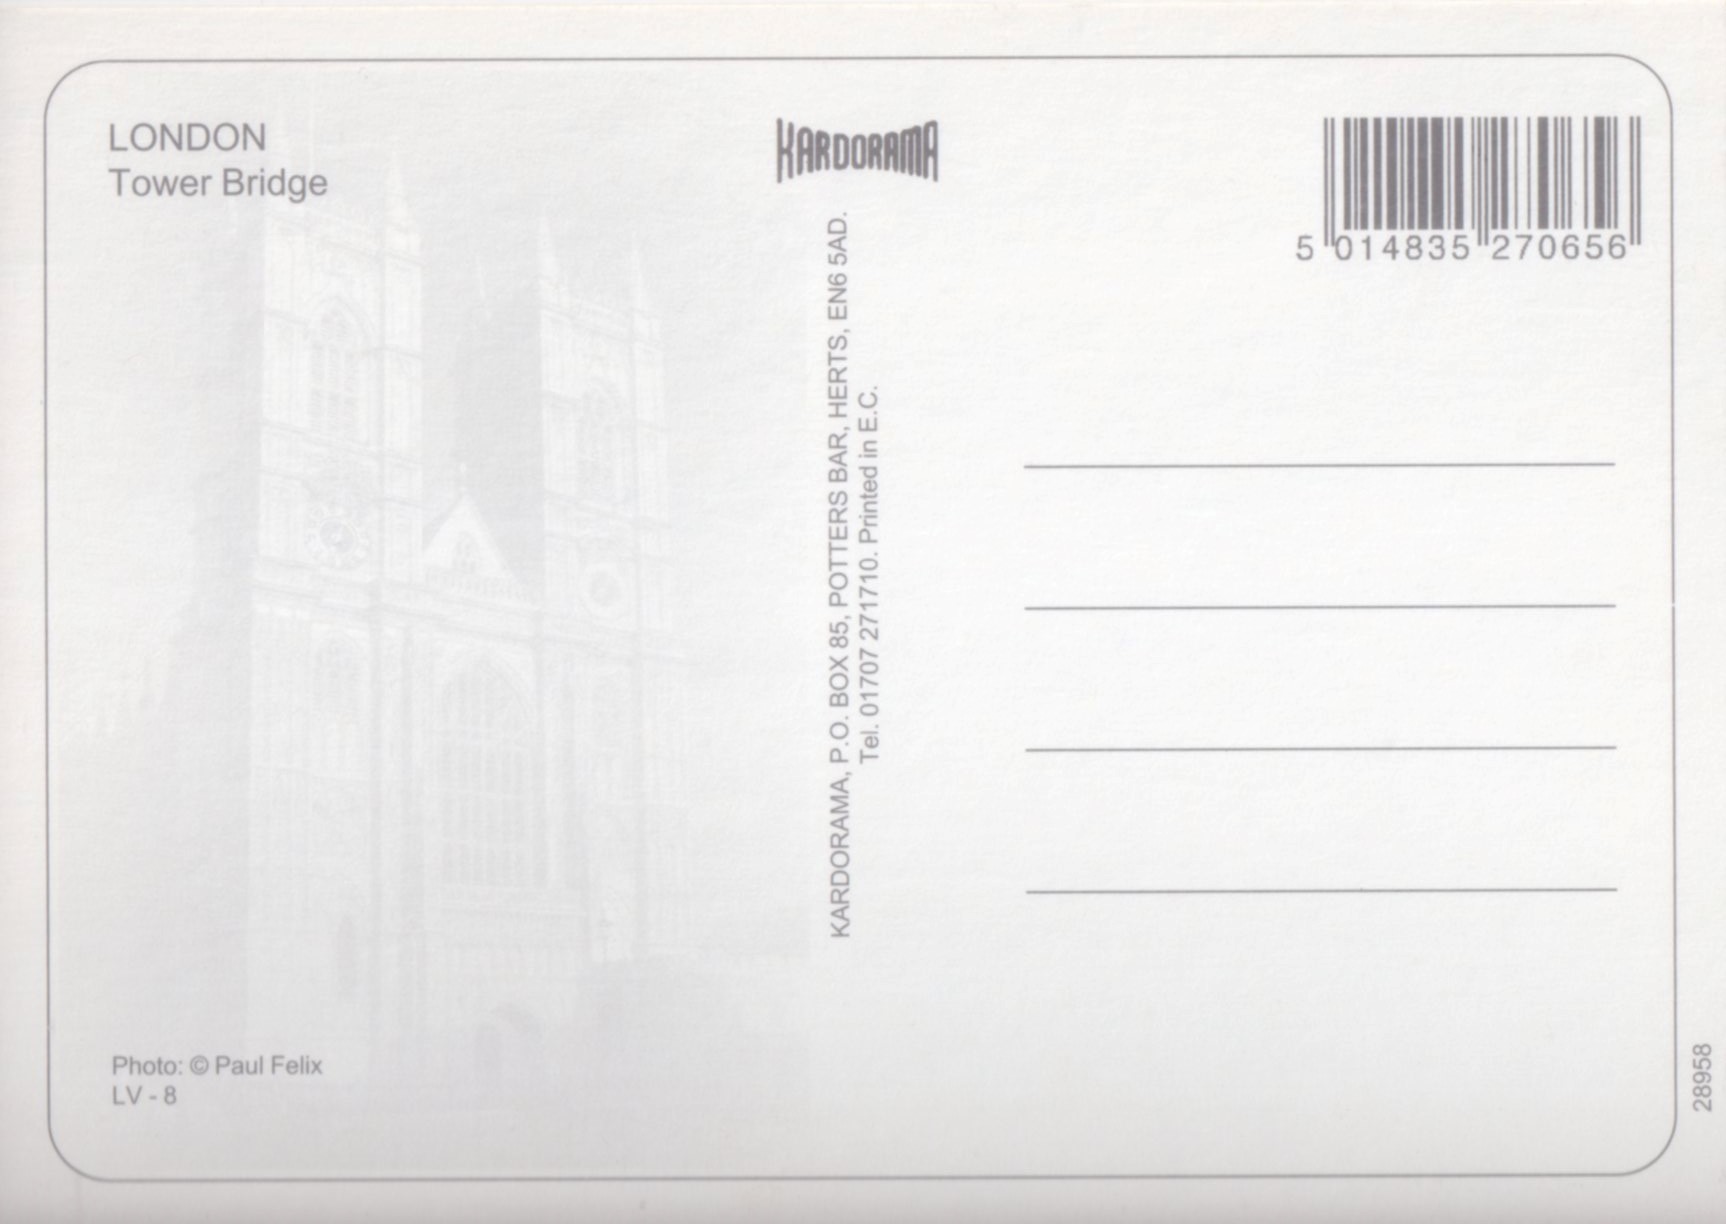 LONDON
Tower Bridge
KARDORAMA
5 014835 270656
KARDORAMA, P.O. BOX 85, POTTERS BAR, HERTS, EN6 5AD.
Tel. 01707 271710. Printed in E.C.
Photo: © Paul Felix
LV - 8
28958